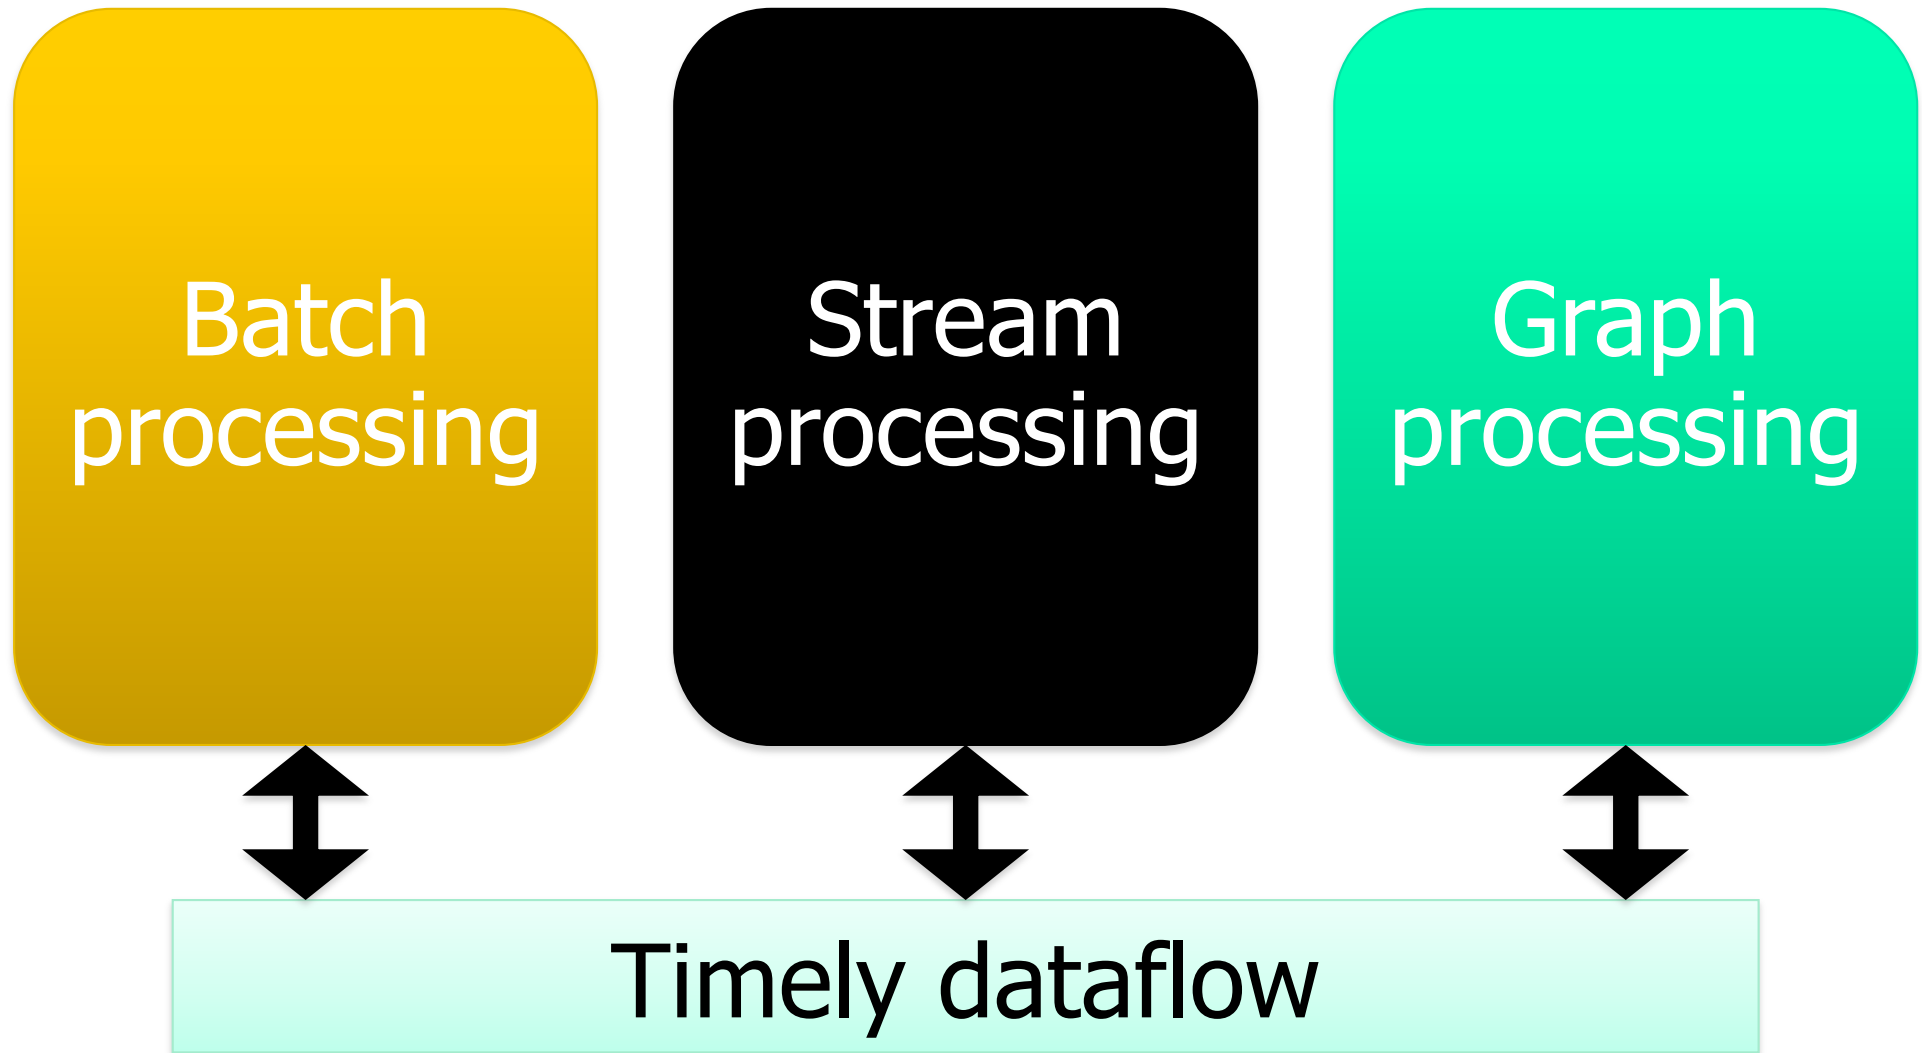 Batch
processing
Stream
processing
Graph
processing
Timely dataflow